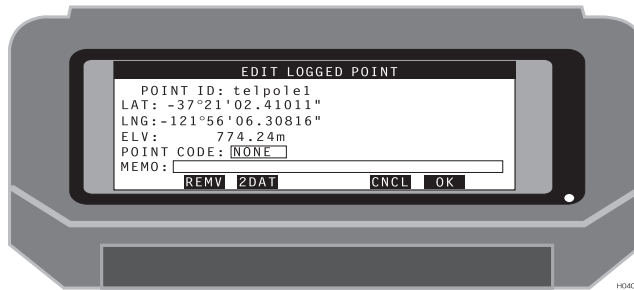 EDIT LOGGED POINT
POINT ID: telpole1
LAT: -37°21'02.41011"
LNG:-121°56'06.30816"
ELV: 774.24m
POINT CODE: NONE
MEMO:
REMV 2DAT CNCL OK